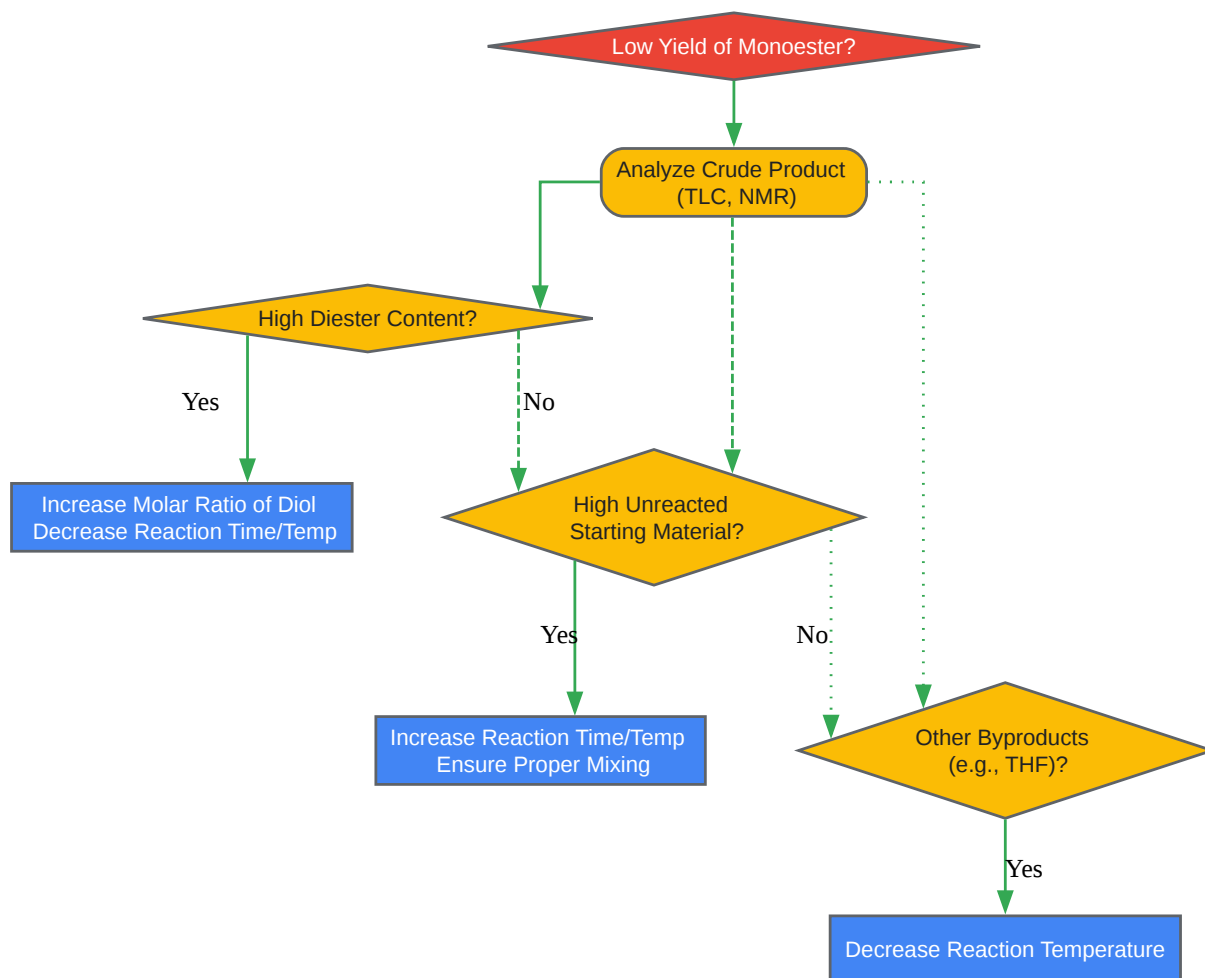 Low Yield of Monoester?
Analyze Crude Product
(TLC, NMR)
High Diester Content?
Yes
No
Increase Molar Ratio of Diol
Decrease Reaction Time/Temp
High Unreacted
Starting Material?
Yes
No
Increase Reaction Time/Temp
Ensure Proper Mixing
Other Byproducts
(e.g., THF)?
Yes
Decrease Reaction Temperature